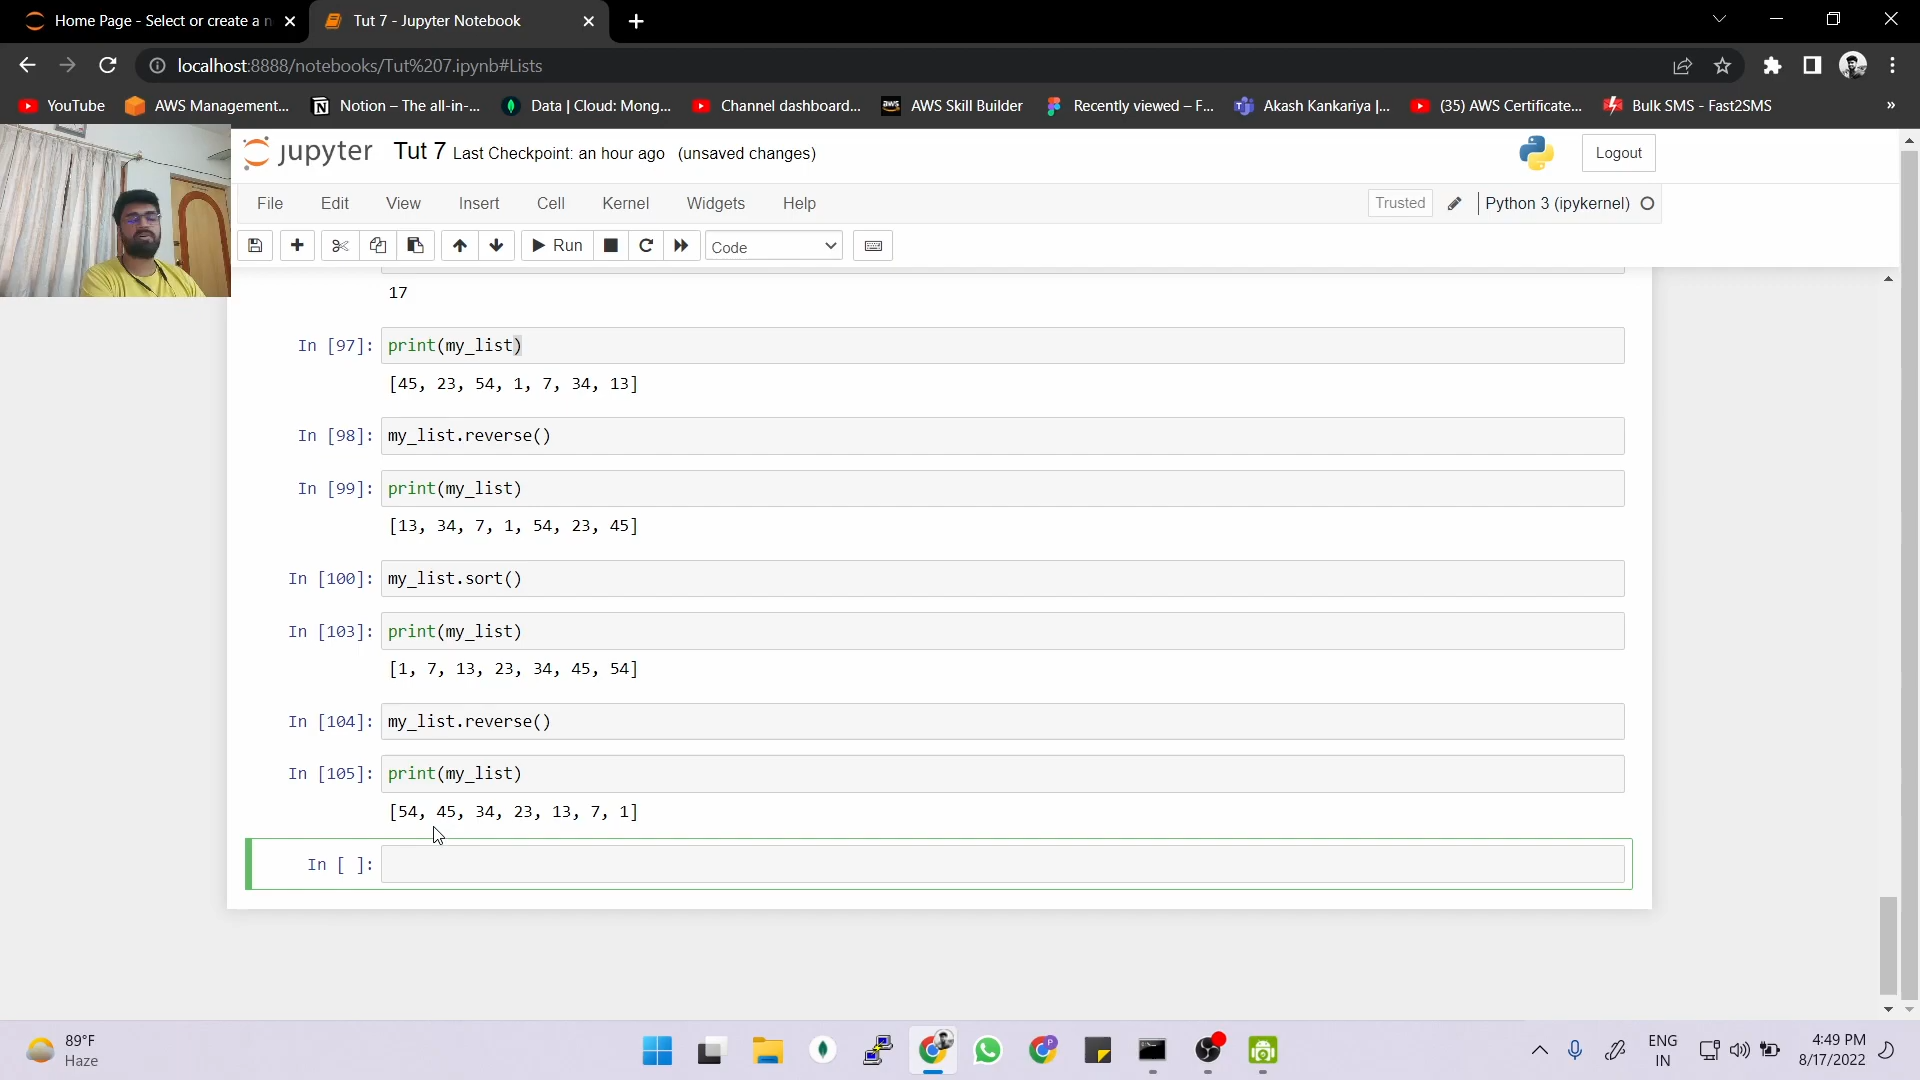 Home Page - Select or create a n
Tut 7 - Jupyter Notebook
localhost:8888/notebooks/Tut%207.ipynb#Lists
YouTube
AWS Management...
Notion – The all-in-...
Data | Cloud: Mong...
Channel dashboard...
aws AWS Skill Builder
Recently viewed – F...
Akash Kankariya |...
(35) AWS Certificate...
Bulk SMS - Fast2SMS
»
jupyter Tut 7 Last Checkpoint: an hour ago (unsaved changes)
Logout
File Edit View Insert Cell Kernel Widgets Help
Trusted
Python 3 (ipykernel)
Run
Code
17
In [97]: print(my_list)
[45, 23, 54, 1, 7, 34, 13]
In [98]: my_list.reverse()
In [99]: print(my_list)
[13, 34, 7, 1, 54, 23, 45]
In [100]: my_list.sort()
In [103]: print(my_list)
[1, 7, 13, 23, 34, 45, 54]
In [104]: my_list.reverse()
In [105]: print(my_list)
[54, 45, 34, 23, 13, 7, 1]
In [ ]:
89°F
Haze
P
ENG
IN
4:49 PM
8/17/2022